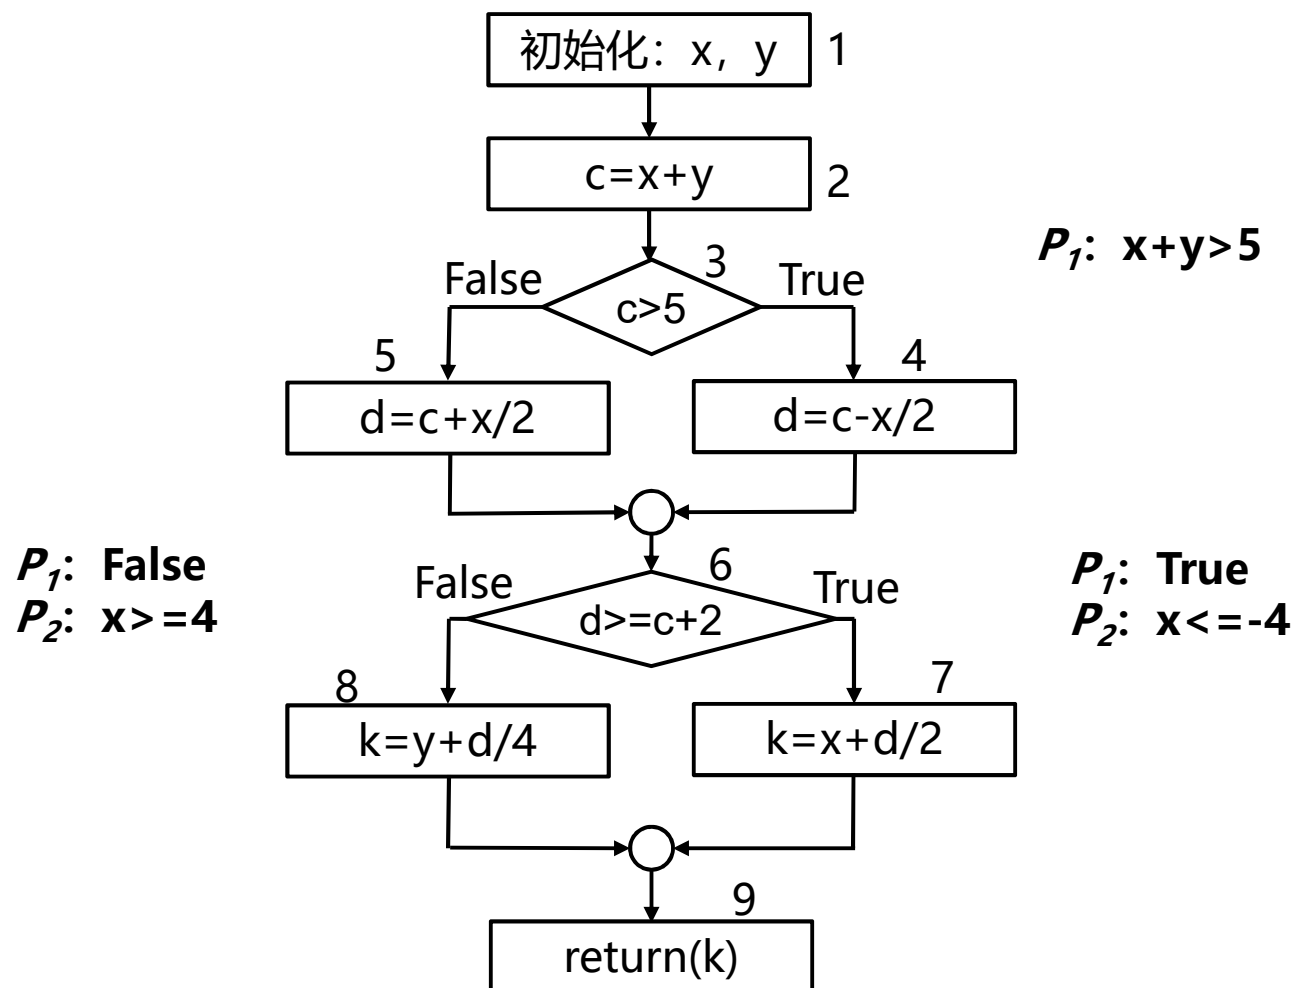 初始化：x，y
1
c=x+y
2
P1: x+y>5
3
False
True
c>5
5
4
d=c+x/2
d=c-x/2
P1: False
P2: x>=4
6
False
True
d>=c+2
P1: True
P2: x<=-4
8
7
k=y+d/4
k=x+d/2
9
return(k)